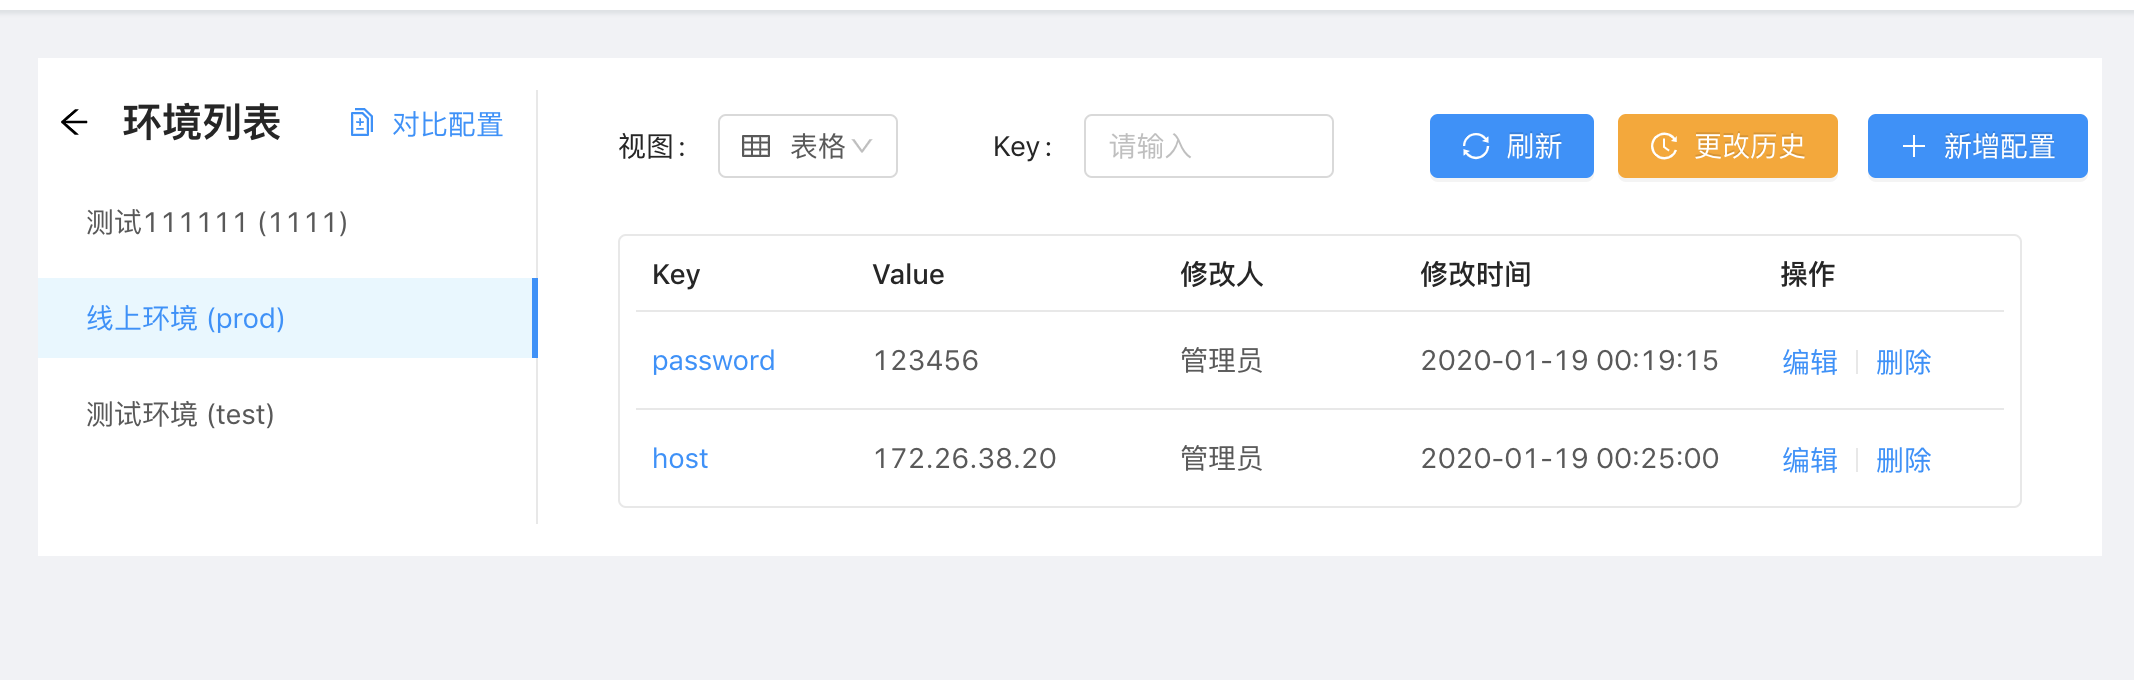 环境列表 对比配置
测试111111 (1111)
线上环境 (prod)
测试环境 (test)
视图: 表格 Key: 请输入 刷新 更改历史 新增配置
Key Value 修改人 修改时间 操作
password 123456 管理员 2020-01-19 00:19:15 编辑 删除
host 172.26.38.20 管理员 2020-01-19 00:25:00 编辑 删除